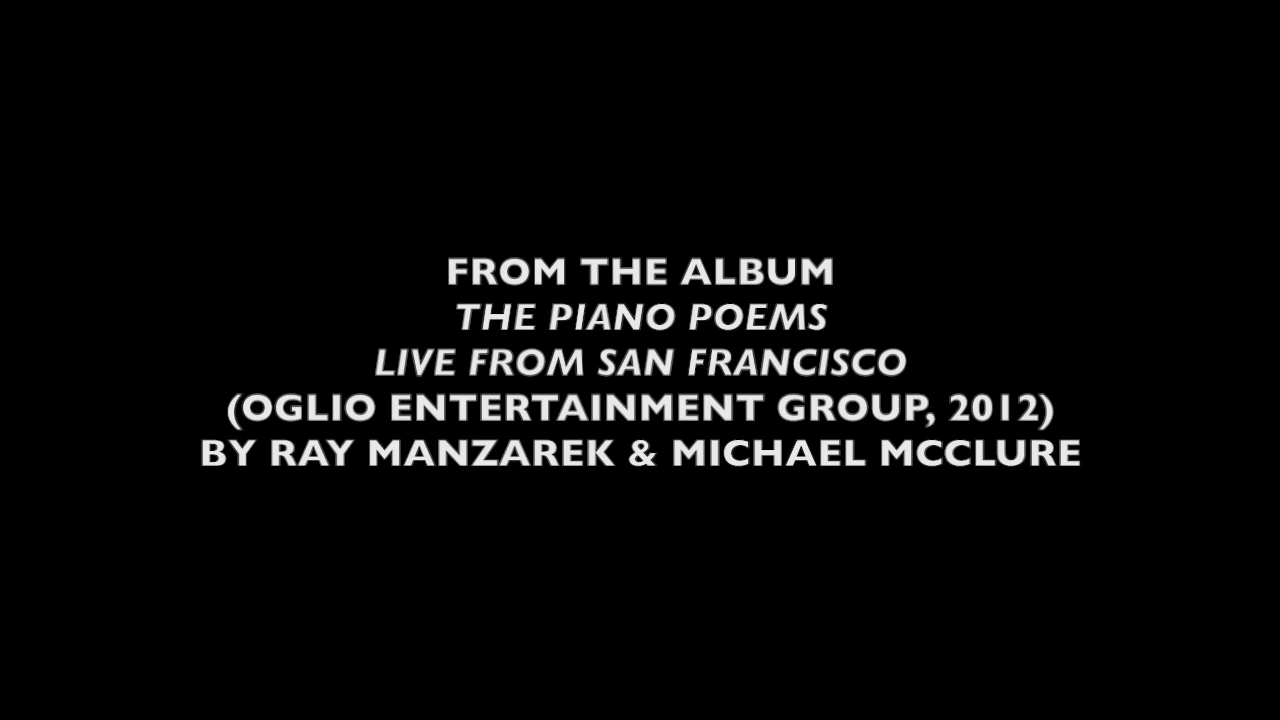 FROM THE ALBUM
THE PIANO POEMS
LIVE FROM SAN FRANCISCO
(OGLIO ENTERTAINMENT GROUP, 2012)
BY RAY MANZAREK & MICHAEL MCCLURE